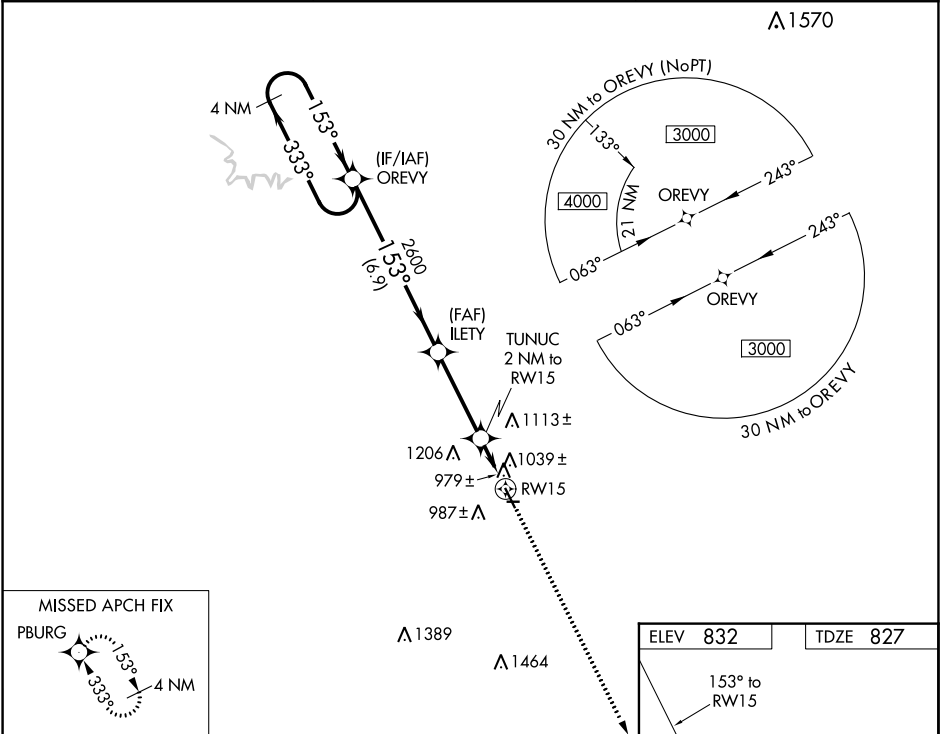 1570
4 NM
153°
333°
(IF/IAF)
OREVY
2600
153°
(6.9)
(FAF)
ILETY
TUNUC
2 NM to
RW15
1113±
1206
1039±
979±
RW15
987±
1389
1464
30 NM to OREVY (NoPT)
133°
3000
4000
21 NM
OREVY
243°
063°
243°
OREVY
063°
3000
30 NM to OREVY
MISSED APCH FIX
PBURG
153°
333°
4 NM
ELEV 832
TDZE 827
153° to
RW15